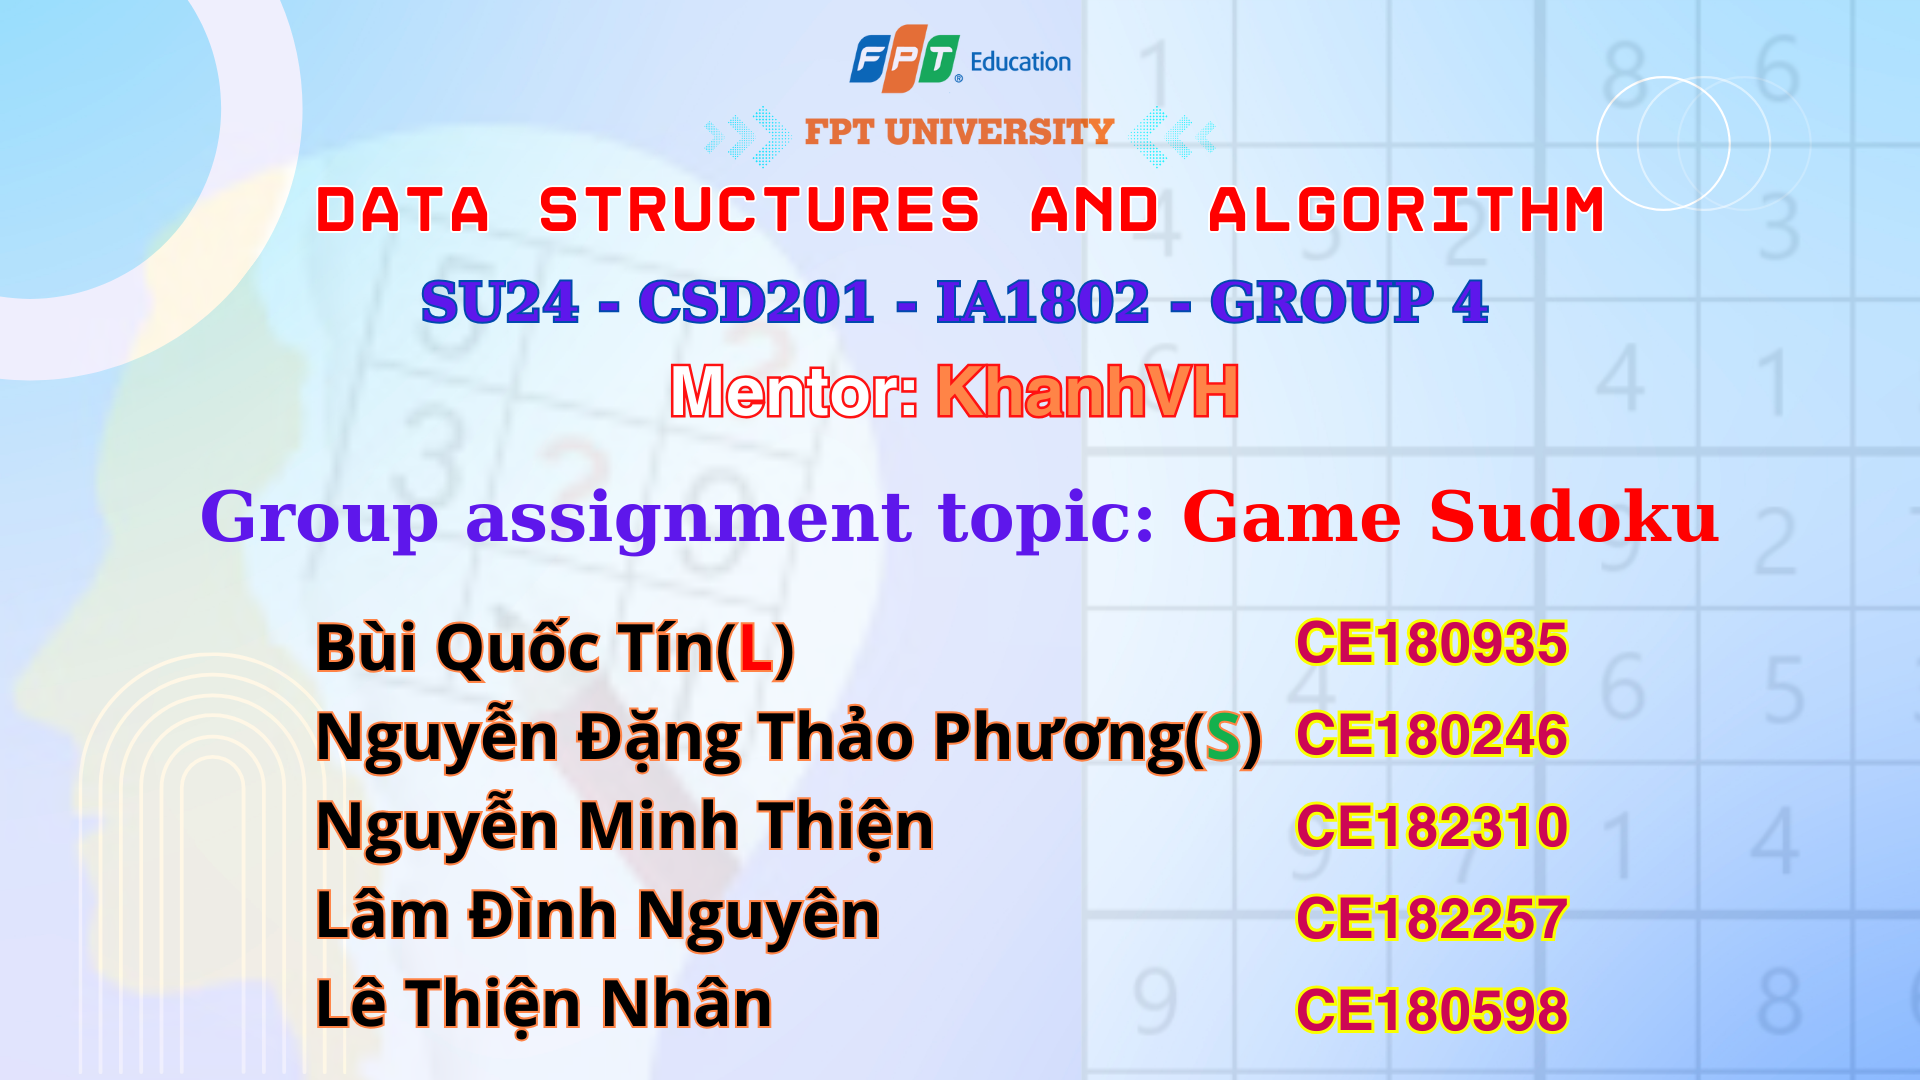 FPT Education
FPT UNIVERSITY
DATA STRUCTURES AND ALGORITHM
SU24 - CSD201 - IA1802 - GROUP 4
Mentor: KhanhVH
Group assignment topic: Game Sudoku
Bùi Quốc Tín(L) CE180935
Nguyễn Đặng Thảo Phương(S) CE180246
Nguyễn Minh Thiện CE182310
Lâm Đình Nguyên CE182257
Lê Thiện Nhân CE180598